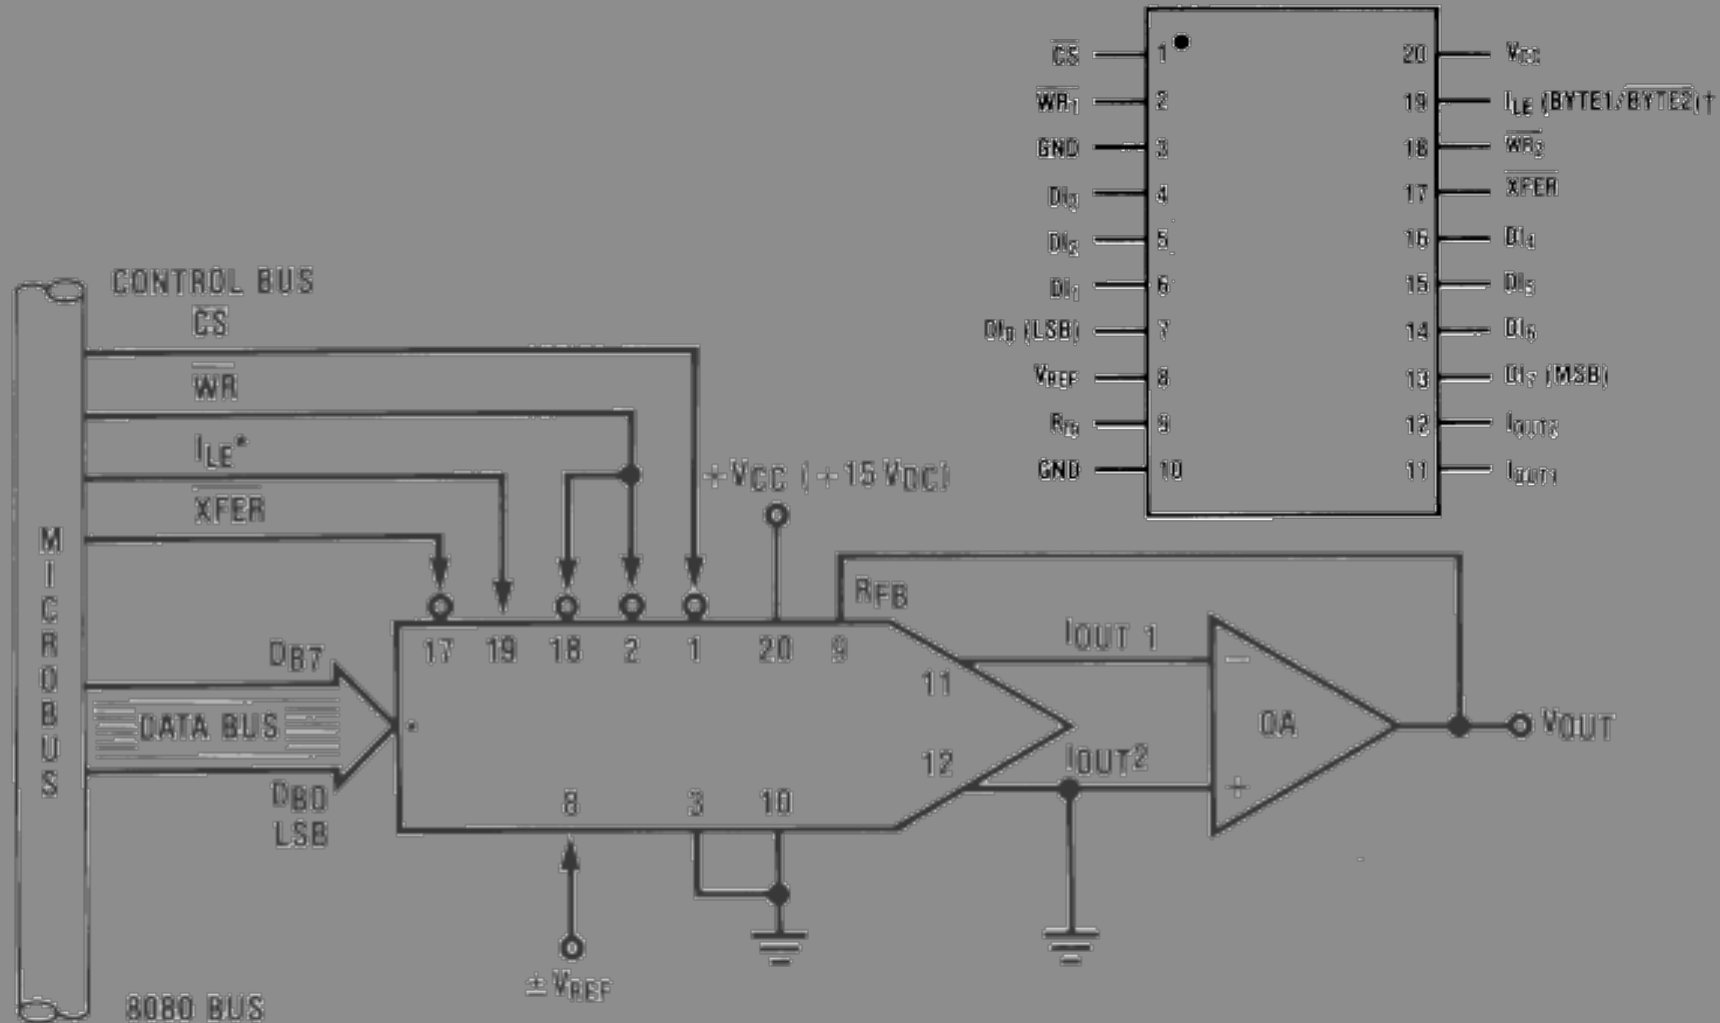 CS
WR1
GND
DI3
DI2
DI1
DI0 (LSB)
VREF
Rfb
GND
1
2
3
4
5
6
7
8
9
10
20
19
18
17
16
15
14
13
12
11
VCC
ILE (BYTE1/BYTE2)†
WR2
XFER
DI4
DI5
DI6
DI7 (MSB)
IOUT2
IOUT1
CONTROL BUS
CS
WR
ILE*
XFER
+VCC (+15 VDC)
MICROBUS
RFB
17 19 18 2 1 20 9
DB7
DATA BUS
DB0
LSB
11
12
8 3 10
IOUT 1
IOUT2
−
OA
+
VOUT
±VREF
8080 BUS